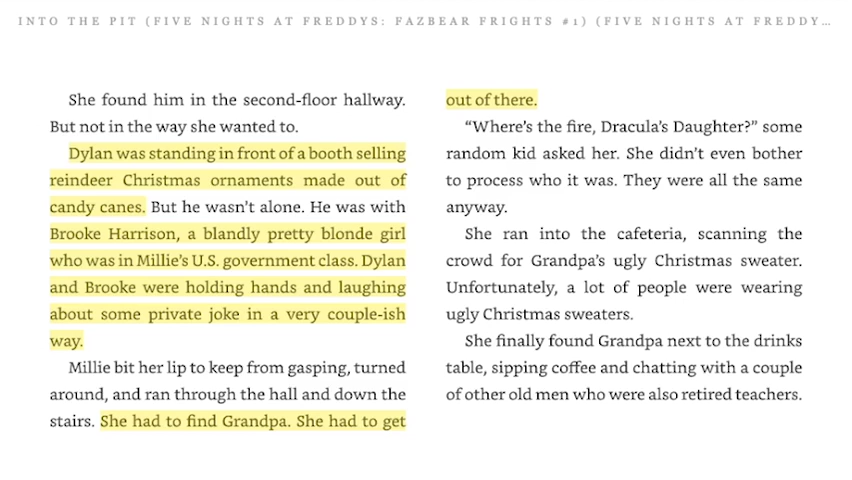 INTO THE PIT (FIVE NIGHTS AT FREDDYS: FAZBEAR FRIGHTS #1) (FIVE NIGHTS AT FREDDY…
She found him in the second-floor hallway.
But not in the way she wanted to.
Dylan was standing in front of a booth selling
reindeer Christmas ornaments made out of
candy canes. But he wasn’t alone. He was with
Brooke Harrison, a blandly pretty blonde girl
who was in Millie’s U.S. government class. Dylan
and Brooke were holding hands and laughing
about some private joke in a very couple-ish
way.
Millie bit her lip to keep from gasping, turned
around, and ran through the hall and down the
stairs. She had to find Grandpa. She had to get
out of there.
“Where’s the fire, Dracula’s Daughter?” some
random kid asked her. She didn’t even bother
to process who it was. They were all the same
anyway.
She ran into the cafeteria, scanning the
crowd for Grandpa’s ugly Christmas sweater.
Unfortunately, a lot of people were wearing
ugly Christmas sweaters.
She finally found Grandpa next to the drinks
table, sipping coffee and chatting with a couple
of other old men who were also retired teachers.